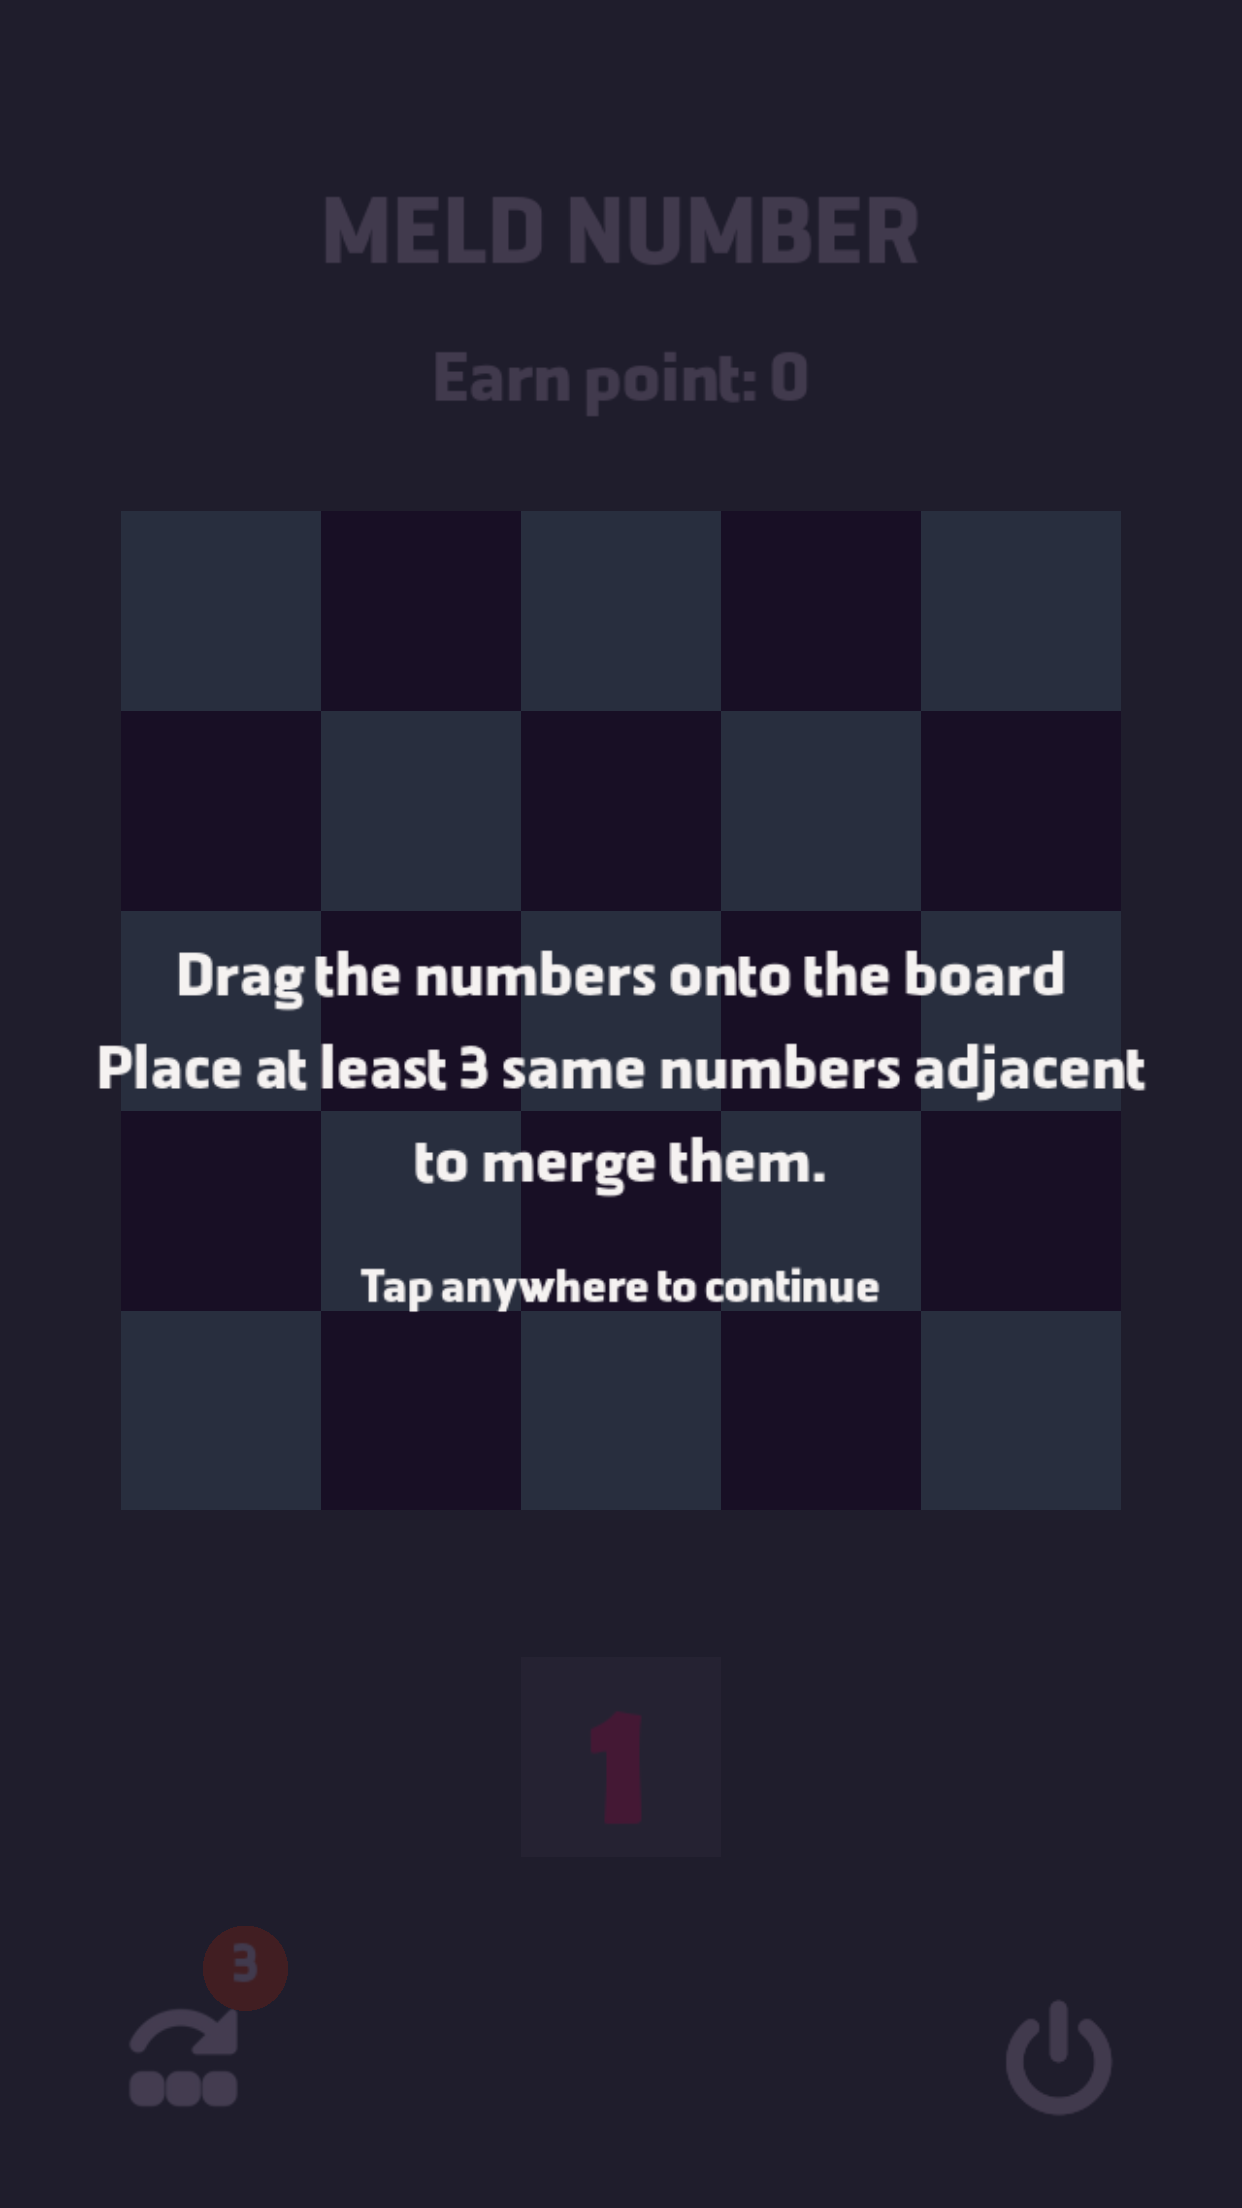 MELD NUMBER
Earn point: 0
Drag the numbers onto the board
Place at least 3 same numbers adjacent
to merge them.
Tap anywhere to continue
1
3